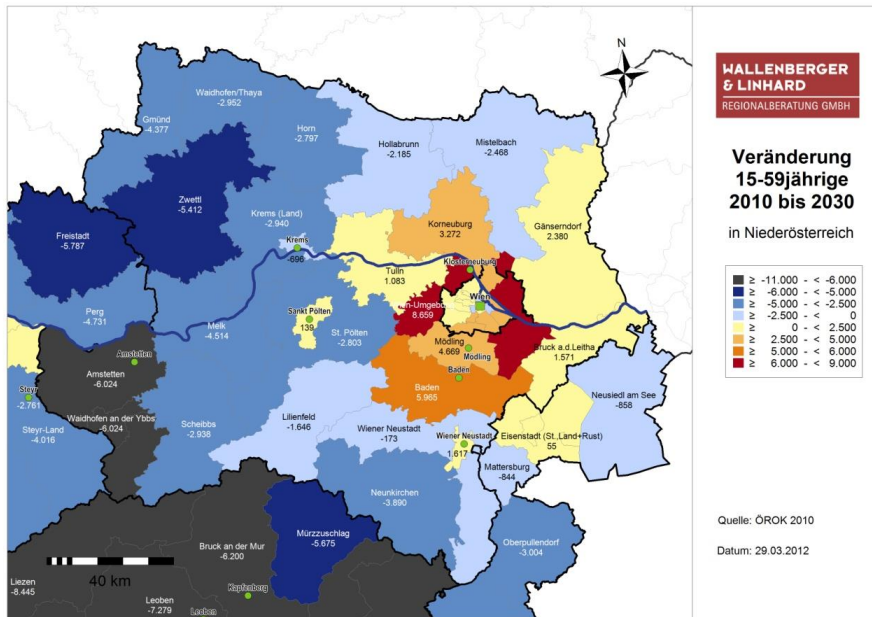 N
WALLENBERGER
& LINHARD
REGIONALBERATUNG GMBH
Veränderung
15-59jährige
2010 bis 2030
in Niederösterreich
≥ -11.000 - < -6.000
≥ -6.000 - < -5.000
≥ -5.000 - < -2.500
≥ -2.500 - < 0
≥ 0 - < 2.500
≥ 2.500 - < 5.000
≥ 5.000 - < 6.000
≥ 6.000 - < 9.000
Quelle: ÖROK 2010
Datum: 29.03.2012
Waidhofen/Thaya
-2.952
Gmünd
-4.377
Horn
-2.797
Hollabrunn
-2.185
Mistelbach
-2.468
Zwettl
-5.412
Freistadt
-5.787
Krems (Land)
-2.940
Krems
-696
Korneuburg
3.272
Gänserndorf
2.380
Tulln
1.083
Klosterneuburg
Wien
8.659
Perg
-4.731
Melk
-4.514
Sankt Pölten
139
St. Pölten
-2.803
Mödling
4.669
Mödling
Bruck a.d.Leitha
1.571
Amstetten
Amstetten
-6.024
Baden
Baden
5.965
Neusiedl am See
-858
Steyr
-2.761
Steyr-Land
-4.016
Waidhofen an der Ybbs
-6.024
Scheibbs
-2.938
Lilienfeld
-1.646
Wiener Neustadt
-173
Wiener Neustadt
1.617
Eisenstadt (St.,Land+Rust)
55
Mattersburg
-844
Neunkirchen
-3.890
Mürzzuschlag
-5.675
Oberpullendorf
-3.004
Bruck an der Mur
-6.200
Kapfenberg
Liezen
-8.445
Leoben
-7.279
Leoben
40 km